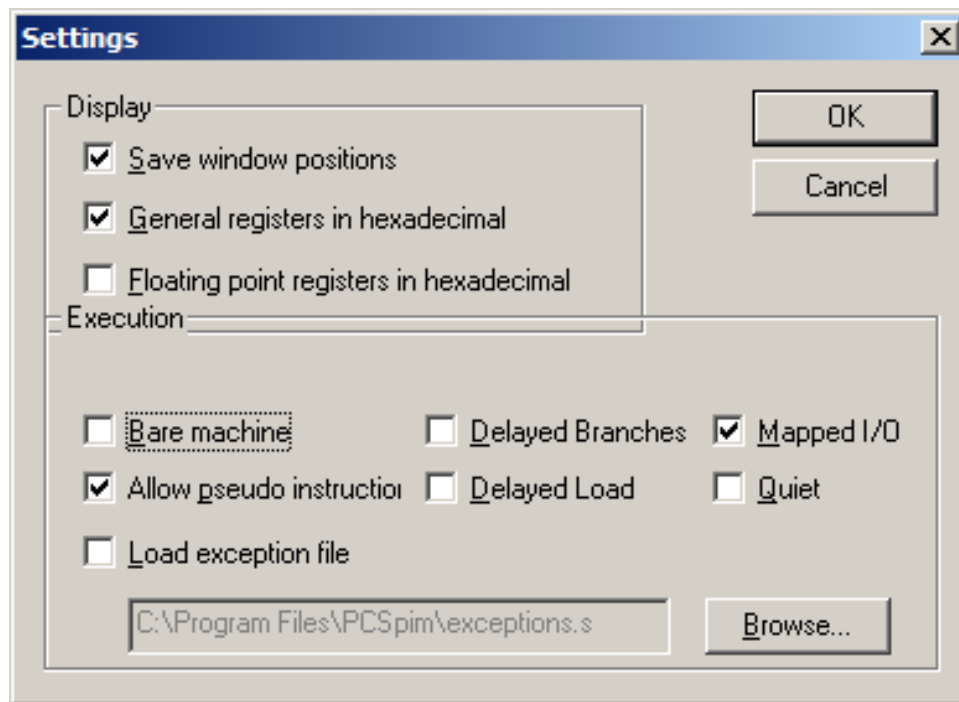 Settings
Display
OK
Save window positions
Cancel
General registers in hexadecimal
Floating point registers in hexadecimal
Execution
Bare machine Delayed Branches Mapped I/O
Allow pseudo instructio Delayed Load Quiet
Load exception file
C:\Program Files\PCSpim\exceptions.s Browse...